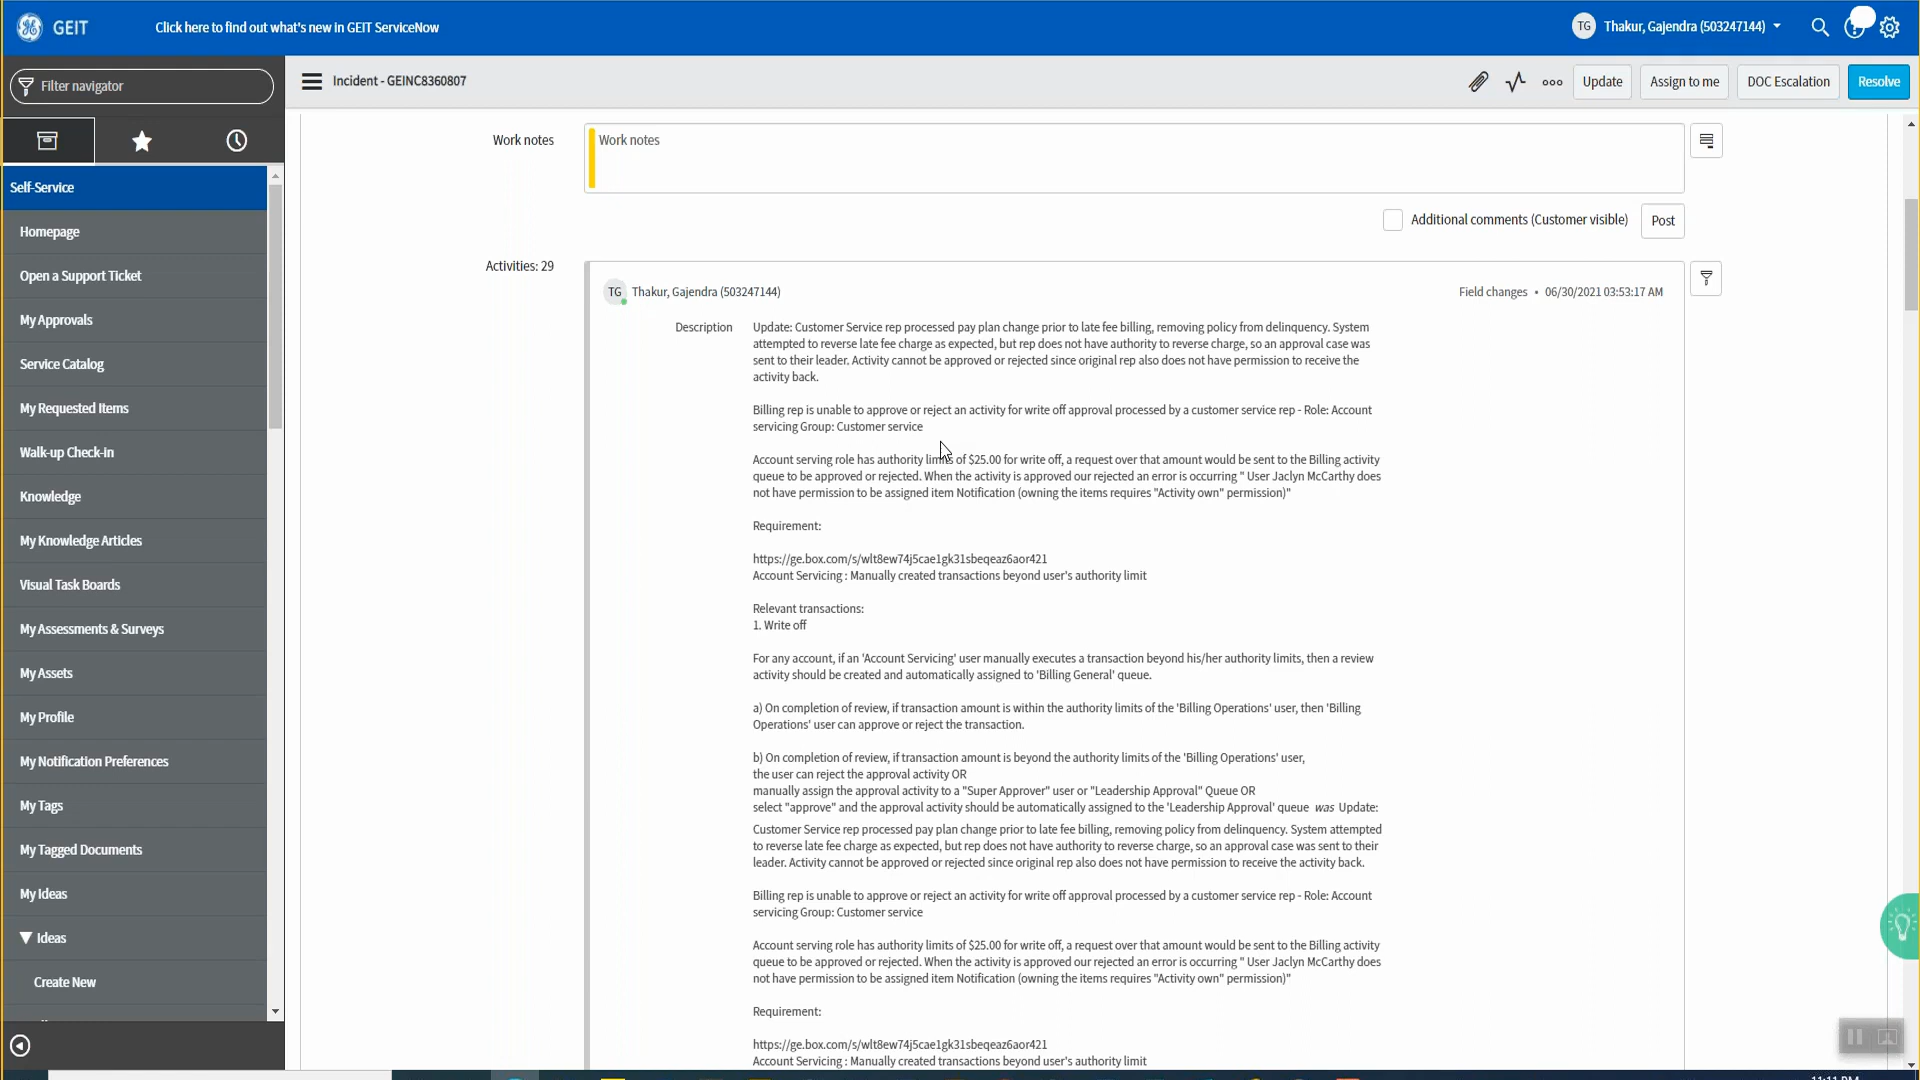 GEIT
Click here to find out what's new in GEIT ServiceNow
TG
Thakur, Gajendra (503247144)
Filter navigator
Incident - GEINC8360807
Update
Assign to me
DOC Escalation
Resolve
Self-Service
Homepage
Open a Support Ticket
My Approvals
Service Catalog
My Requested Items
Walk-up Check-in
Knowledge
My Knowledge Articles
Visual Task Boards
My Assessments & Surveys
My Assets
My Profile
My Notification Preferences
My Tags
My Tagged Documents
My Ideas
Ideas
Create New
Work notes
Work notes
Additional comments (Customer visible)
Post
Activities: 29
TG
Thakur, Gajendra (503247144)
Field changes • 06/30/2021 03:53:17 AM
Description
Update: Customer Service rep processed pay plan change prior to late fee billing, removing policy from delinquency. System
attempted to reverse late fee charge as expected, but rep does not have authority to reverse charge, so an approval case was
sent to their leader. Activity cannot be approved or rejected since original rep also does not have permission to receive the
activity back.
Billing rep is unable to approve or reject an activity for write off approval processed by a customer service rep - Role: Account
servicing Group: Customer service
Account serving role has authority limits of $25.00 for write off, a request over that amount would be sent to the Billing activity
queue to be approved or rejected. When the activity is approved our rejected an error is occurring " User Jaclyn McCarthy does
not have permission to be assigned item Notification (owning the items requires "Activity own" permission)"
Requirement:
https://ge.box.com/s/wlt8ew74j5cae1gk31sbeqeaz6aor421
Account Servicing : Manually created transactions beyond user's authority limit
Relevant transactions:
1. Write off
For any account, if an 'Account Servicing' user manually executes a transaction beyond his/her authority limits, then a review
activity should be created and automatically assigned to 'Billing General' queue.
a) On completion of review, if transaction amount is within the authority limits of the 'Billing Operations' user, then 'Billing
Operations' user can approve or reject the transaction.
b) On completion of review, if transaction amount is beyond the authority limits of the 'Billing Operations' user,
the user can reject the approval activity OR
manually assign the approval activity to a "Super Approver" user or "Leadership Approval" Queue OR
select "approve" and the approval activity should be automatically assigned to the 'Leadership Approval' queue was Update:
Customer Service rep processed pay plan change prior to late fee billing, removing policy from delinquency. System attempted
to reverse late fee charge as expected, but rep does not have authority to reverse charge, so an approval case was sent to their
leader. Activity cannot be approved or rejected since original rep also does not have permission to receive the activity back.
Billing rep is unable to approve or reject an activity for write off approval processed by a customer service rep - Role: Account
servicing Group: Customer service
Account serving role has authority limits of $25.00 for write off, a request over that amount would be sent to the Billing activity
queue to be approved or rejected. When the activity is approved our rejected an error is occurring " User Jaclyn McCarthy does
not have permission to be assigned item Notification (owning the items requires "Activity own" permission)"
Requirement:
https://ge.box.com/s/wlt8ew74j5cae1gk31sbeqeaz6aor421
Account Servicing : Manually created transactions beyond user's authority limit